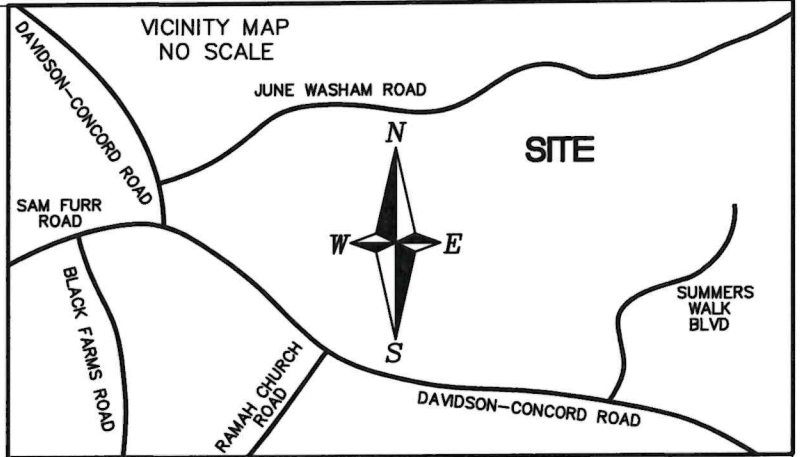 VICINITY MAP
NO SCALE
DAVIDSON-CONCORD ROAD
JUNE WASHAM ROAD
N
SITE
SAM FURR
ROAD
W
E
SUMMERS
WALK
BLVD
BLACK FARMS ROAD
S
RAMAH CHURCH
ROAD
DAVIDSON-CONCORD ROAD